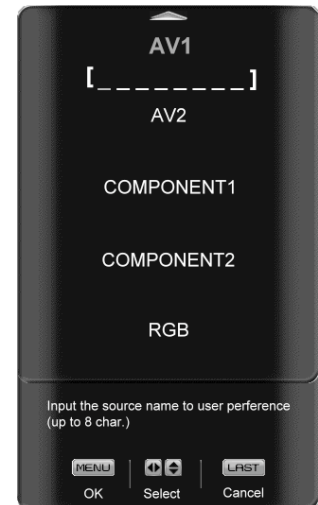 AV1
[_ _ _ _ _ _ _ _]
AV2
COMPONENT1
COMPONENT2
RGB
Input the source name to user perference
(up to 8 char.)
MENU LAST
OK Select Cancel